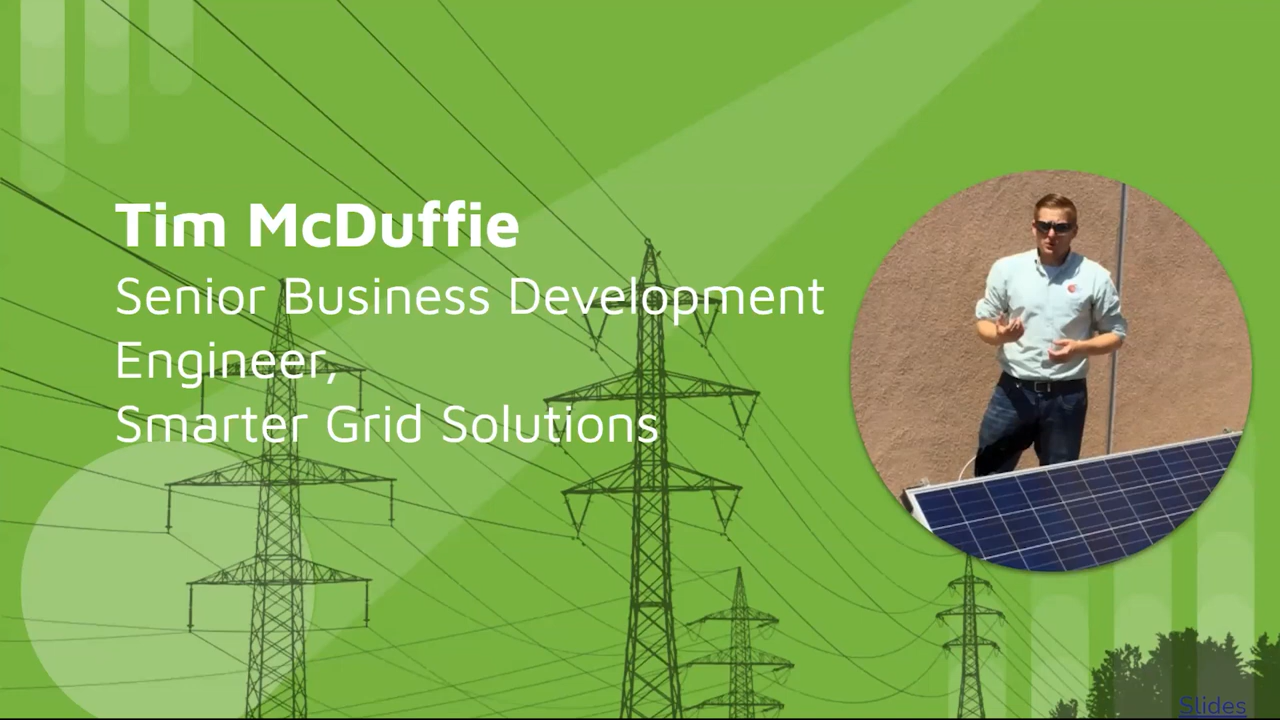 Tim McDuffie
Senior Business Development
Engineer,
Smarter Grid Solutions
Slides